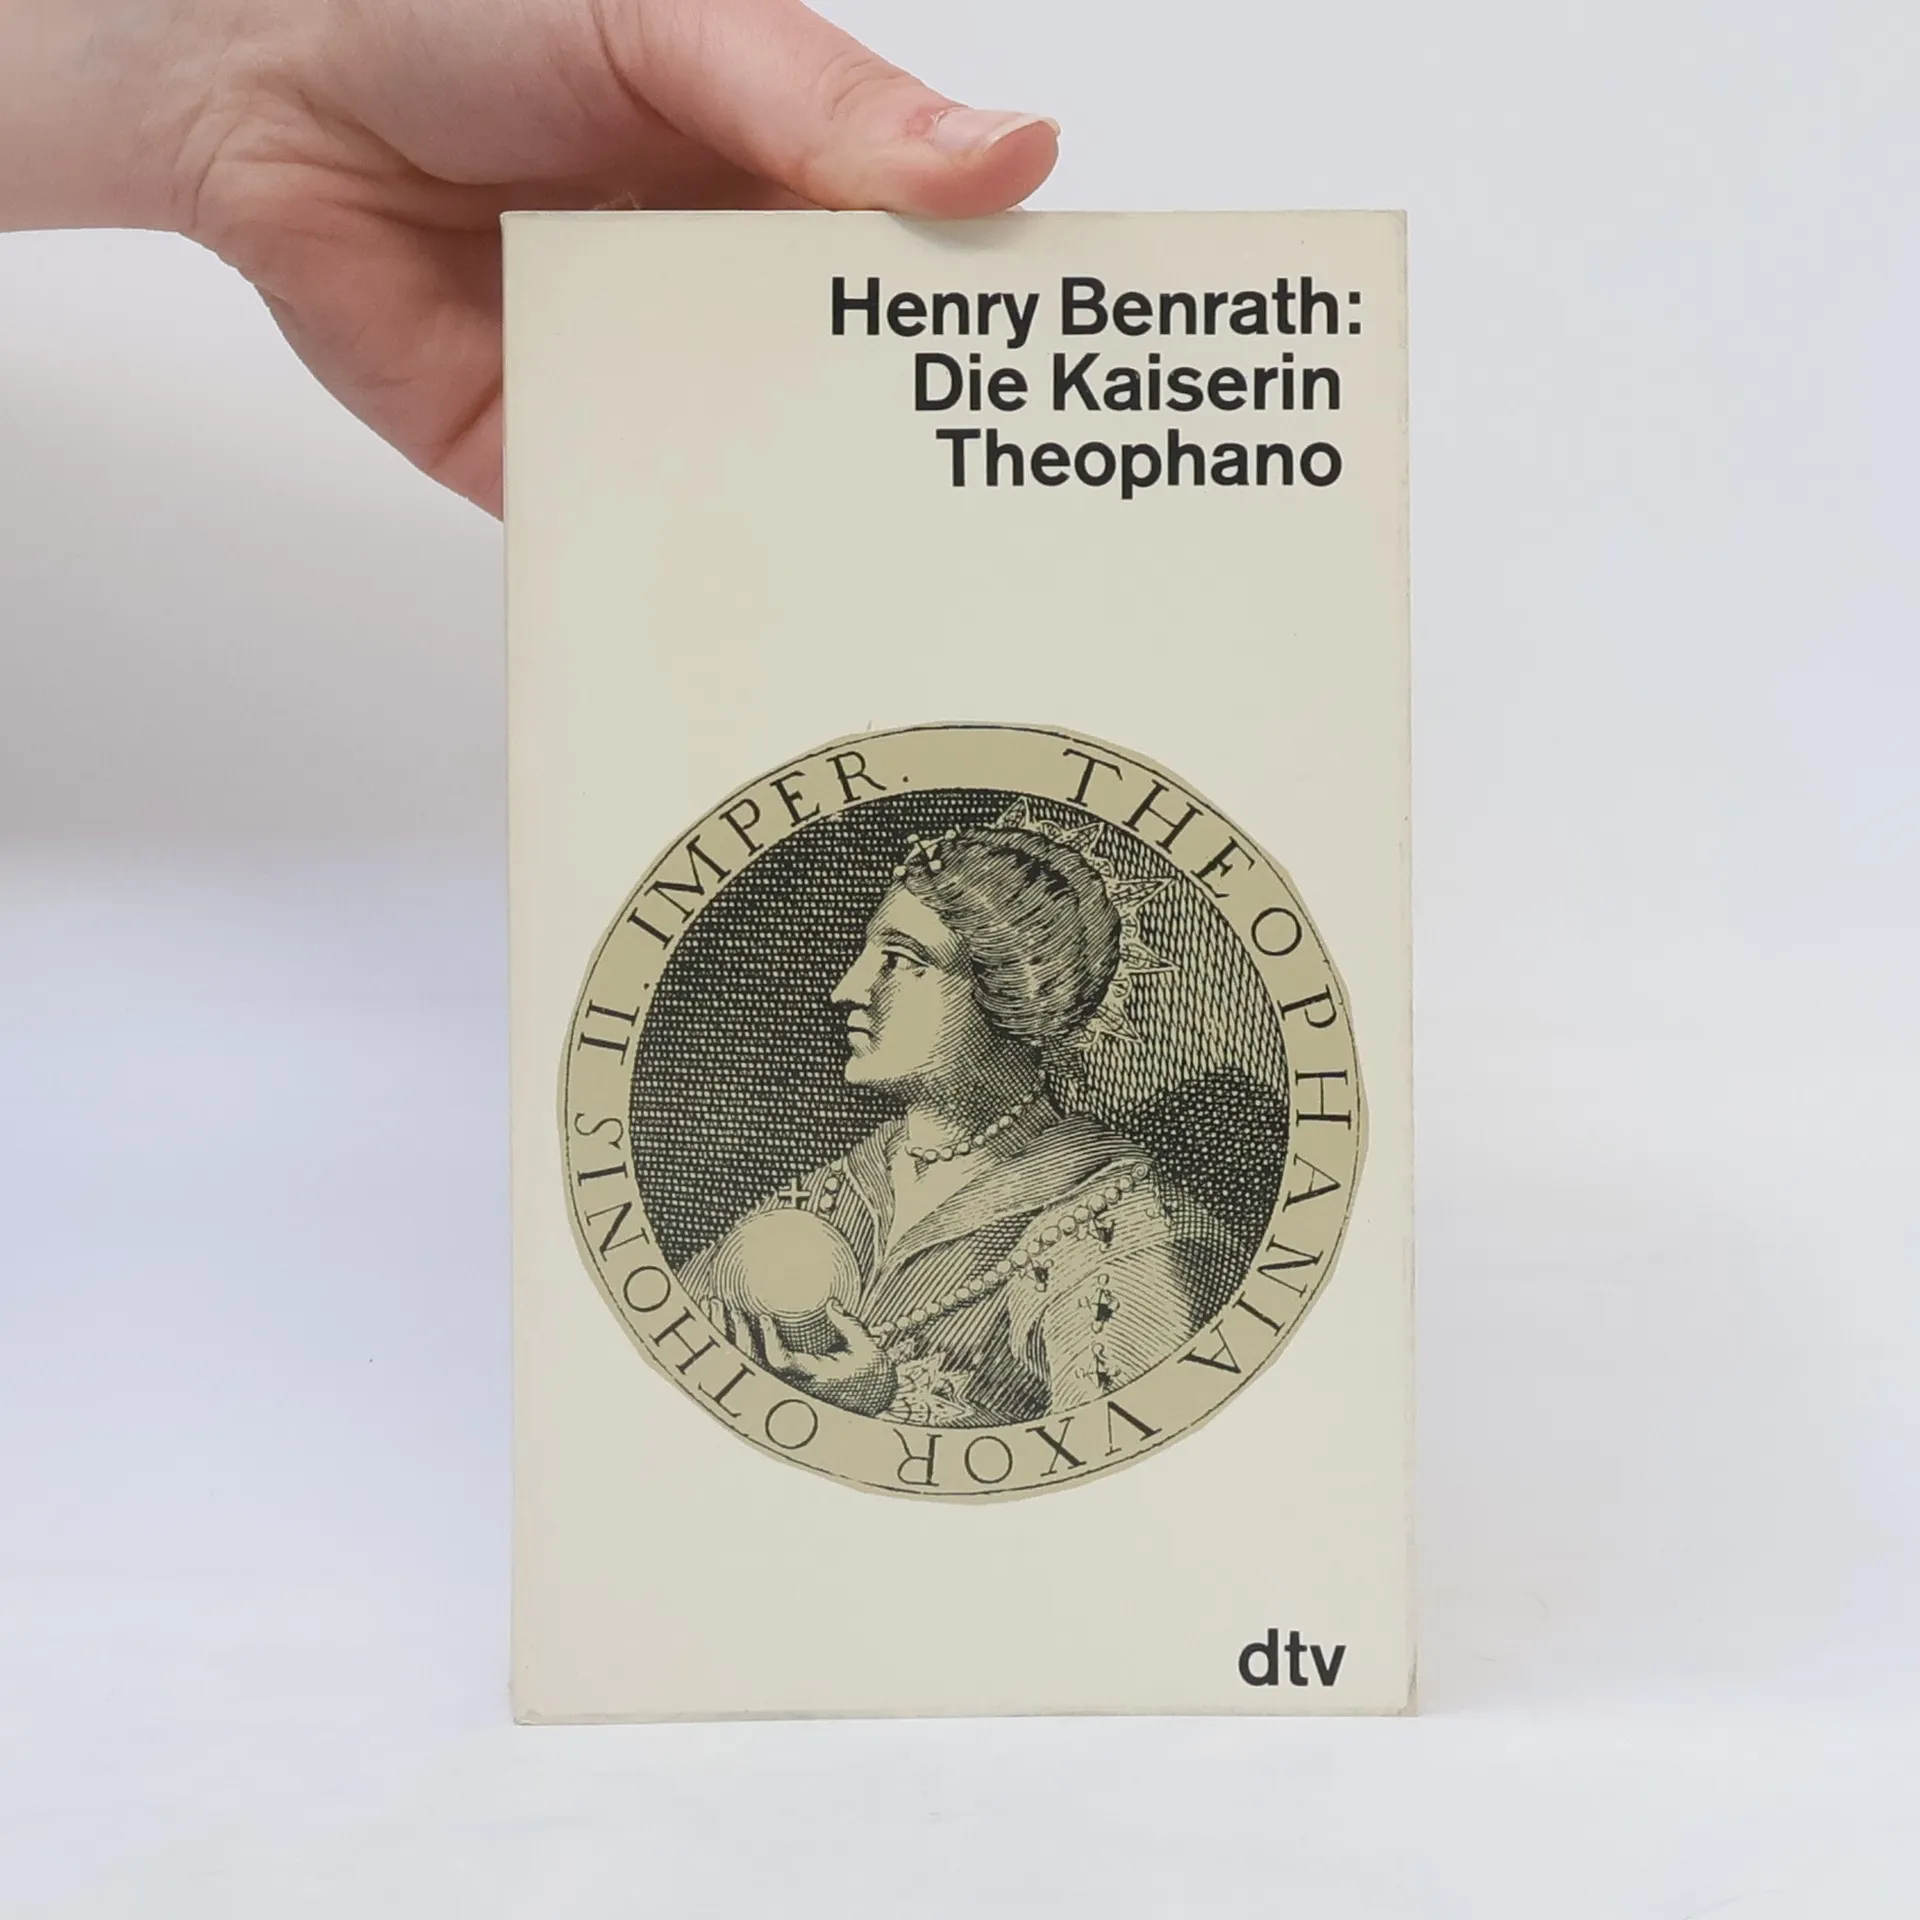 Henry Benrath:
Die Kaiserin
Theophano
THEOPHANIA VXOR OTHONIS II. IMPER.
dtv